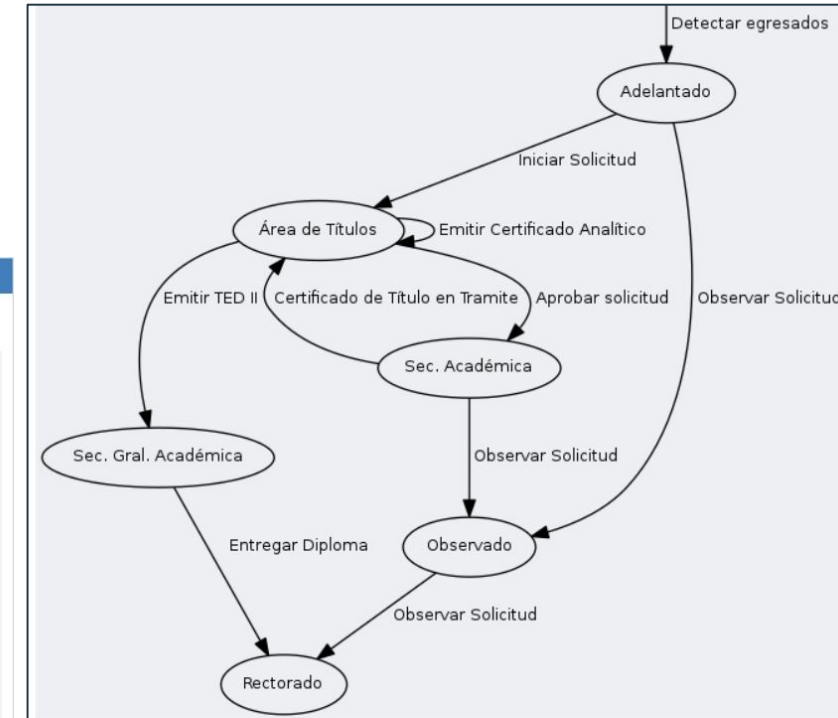 Detectar egresados
Adelantado
Iniciar Solicitud
Área de Títulos
Emitir Certificado Analítico
Emitir TED II
Certificado de Título en Tramite
Aprobar solicitud
Observar Solicitud
Sec. Académica
Sec. Gral. Académica
Observar Solicitud
Entregar Diploma
Observado
Observar Solicitud
Rectorado